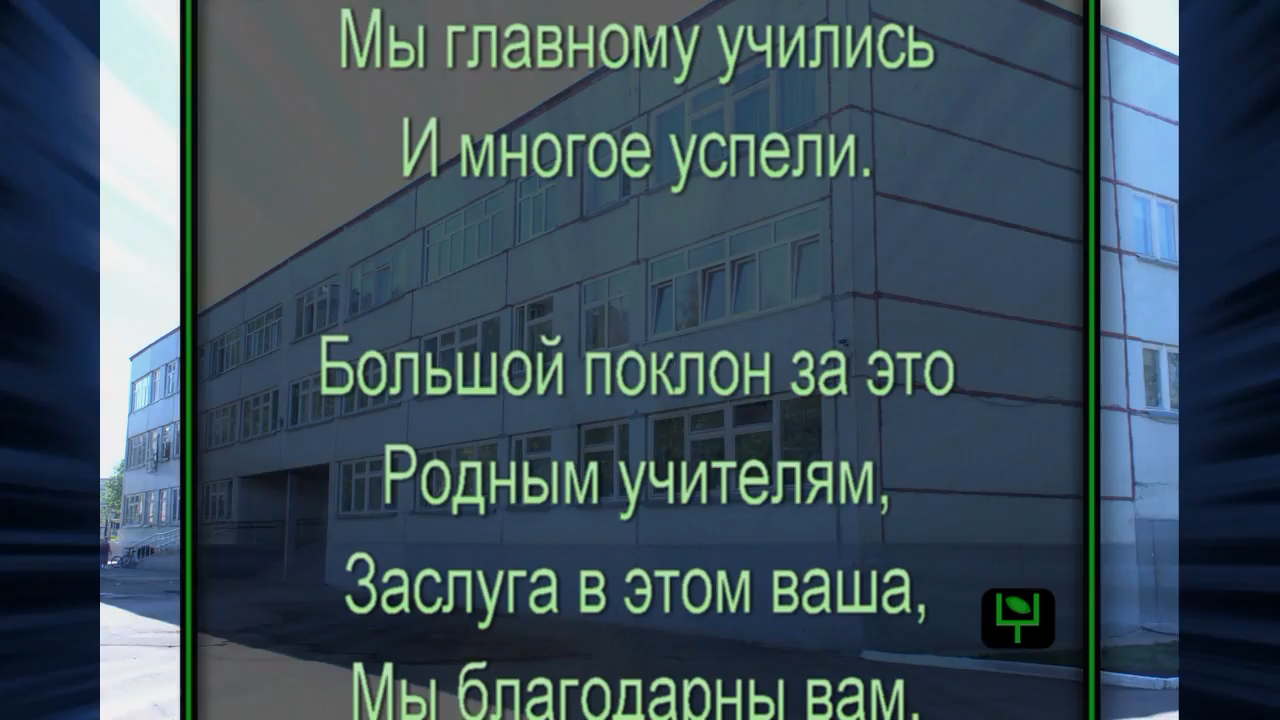 Мы главному учились
И многое успели.
Большой поклон за это
Родным учителям,
Заслуга в этом ваша,
Мы благодарны вам.